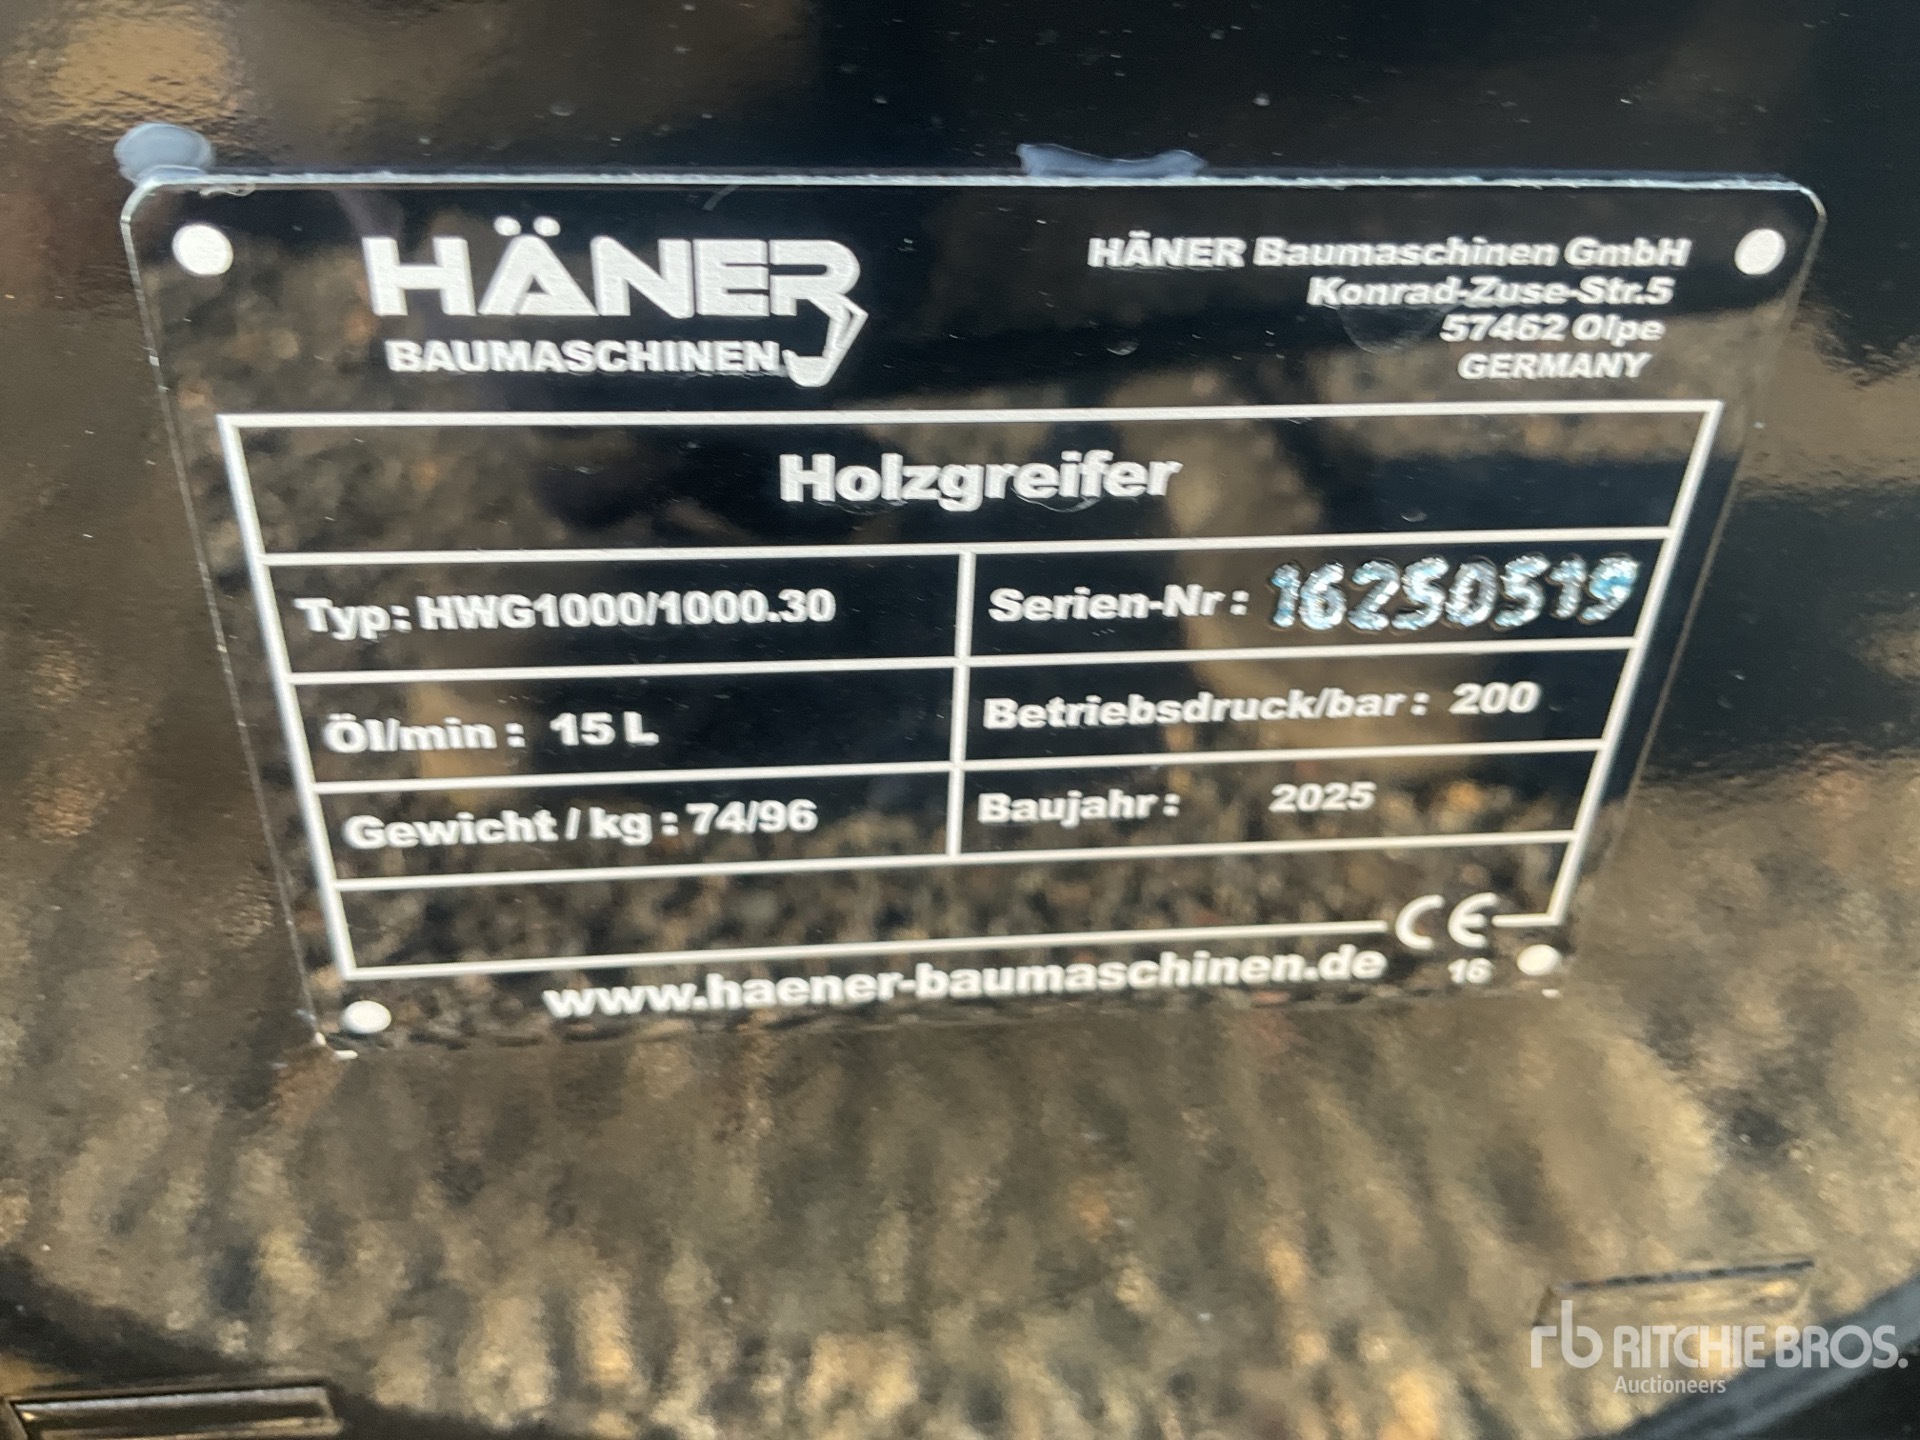 HÄNER
BAUMASCHINEN
HÄNER Baumaschinen GmbH
Konrad-Zuse-Str.5
57462 Olpe
GERMANY
Holzgreifer
Typ: HWG1000/1000.30
Serien-Nr: 16250519
Öl/min : 15 L
Betriebsdruck/bar : 200
Gewicht / kg : 74/96
Baujahr : 2025
CE
16
www.haener-baumaschinen.de
rb RITCHIE BROS.
Auctioneers